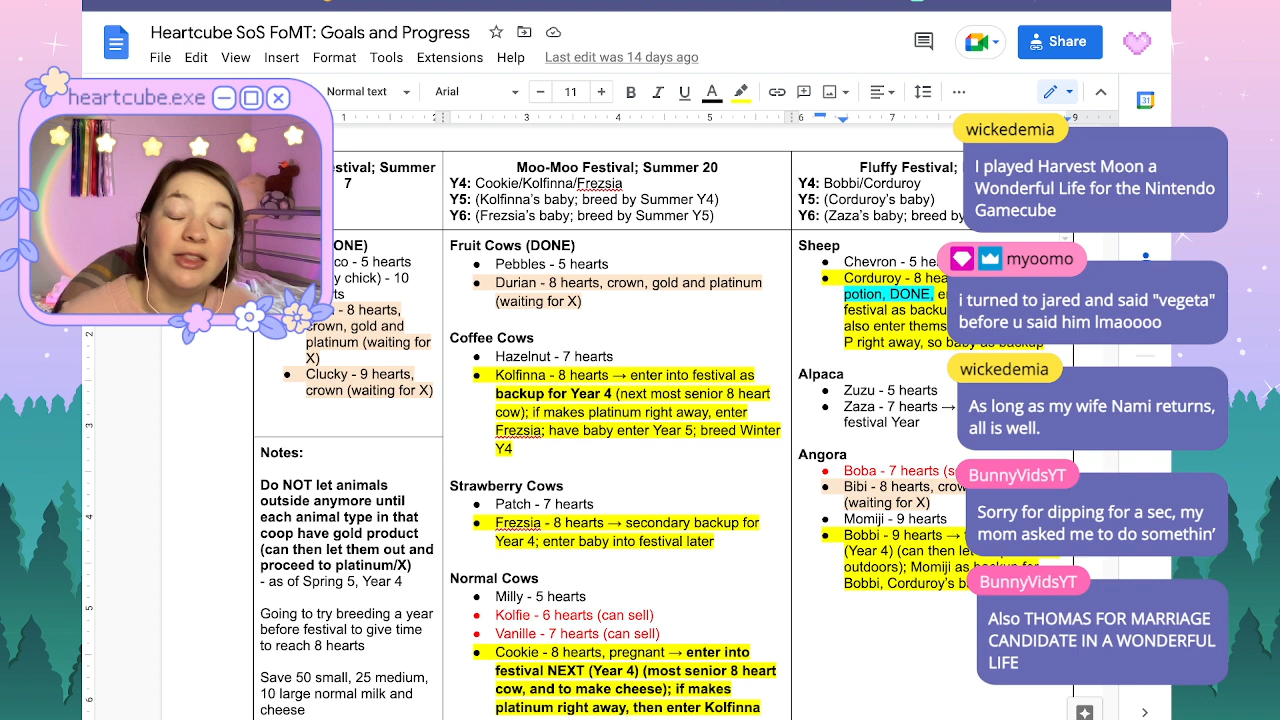 Heartcube SoS FoMT: Goals and Progress
File Edit View Insert Format Tools Extensions Help Last edit was 14 days ago
Share
Normal text Arial 11
heartcube.exe
1 2 3 4 5 6 7 8 9
estival; Summer
7
Moo-Moo Festival; Summer 20
Y4: Cookie/Kolfinna/Frezsia
Y5: (Kolfinna's baby; breed by Summer Y4)
Y6: (Frezsia's baby; breed by Summer Y5)
Fluffy Festival;
Y4: Bobbi/Corduroy
Y5: (Corduroy's baby)
Y6: (Zaza's baby; breed by
ONE)
co - 5 hearts
y chick) - 10
ts
- 8 hearts,
crown, gold and
platinum (waiting for
X)
Clucky - 9 hearts,
crown (waiting for X)
Notes:
Do NOT let animals
outside anymore until
each animal type in that
coop have gold product
(can then let them out and
proceed to platinum/X)
- as of Spring 5, Year 4
Going to try breeding a year
before festival to give time
to reach 8 hearts
Save 50 small, 25 medium,
10 large normal milk and
cheese
Fruit Cows (DONE)
Pebbles - 5 hearts
Durian - 8 hearts, crown, gold and platinum
(waiting for X)
Coffee Cows
Hazelnut - 7 hearts
Kolfinna - 8 hearts → enter into festival as
backup for Year 4 (next most senior 8 heart
cow); if makes platinum right away, enter
Frezsia; have baby enter Year 5; breed Winter
Y4
Strawberry Cows
Patch - 7 hearts
Frezsia - 8 hearts → secondary backup for
Year 4; enter baby into festival later
Normal Cows
Milly - 5 hearts
Kolfie - 6 hearts (can sell)
Vanille - 7 hearts (can sell)
Cookie - 8 hearts, pregnant → enter into
festival NEXT (Year 4) (most senior 8 heart
cow, and to make cheese); if makes
platinum right away, then enter Kolfinna
Sheep
Chevron - 5 hea
Corduroy - 8 hea
potion, DONE, en
festival as backu
also enter thems
P right away, so baby as backup
Alpaca
Zuzu - 5 hearts
Zaza - 7 hearts →
festival Year
Angora
Boba - 7 hearts (s
Bibi - 8 hearts, crow
(waiting for X)
Momiji - 9 hearts
Bobbi - 9 hearts →
(Year 4) (can then let
outdoors); Momiji as backup for
Bobbi, Corduroy's b
wickedemia
I played Harvest Moon a
Wonderful Life for the Nintendo
Gamecube
myoomo
i turned to jared and said "vegeta"
before u said him lmaoooo
wickedemia
As long as my wife Nami returns,
all is well.
BunnyVidsYT
Sorry for dipping for a sec, my
mom asked me to do somethin'
BunnyVidsYT
Also THOMAS FOR MARRIAGE
CANDIDATE IN A WONDERFUL
LIFE